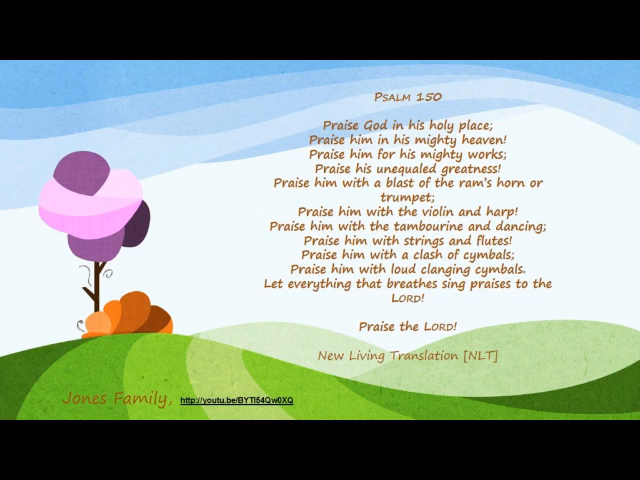 PSALM 150
Praise God in his holy place;
Praise him in his mighty heaven!
Praise him for his mighty works;
Praise his unequaled greatness!
Praise him with a blast of the ram's horn or
trumpet;
Praise him with the violin and harp!
Praise him with the tambourine and dancing;
Praise him with strings and flutes!
Praise him with a clash of cymbals;
Praise him with loud clanging cymbals.
Let everything that breathes sing praises to the
LORD!
Praise the LORD!
New Living Translation [NLT]
Jones Family, http://youtu.be/BYTl54Qw0XQ